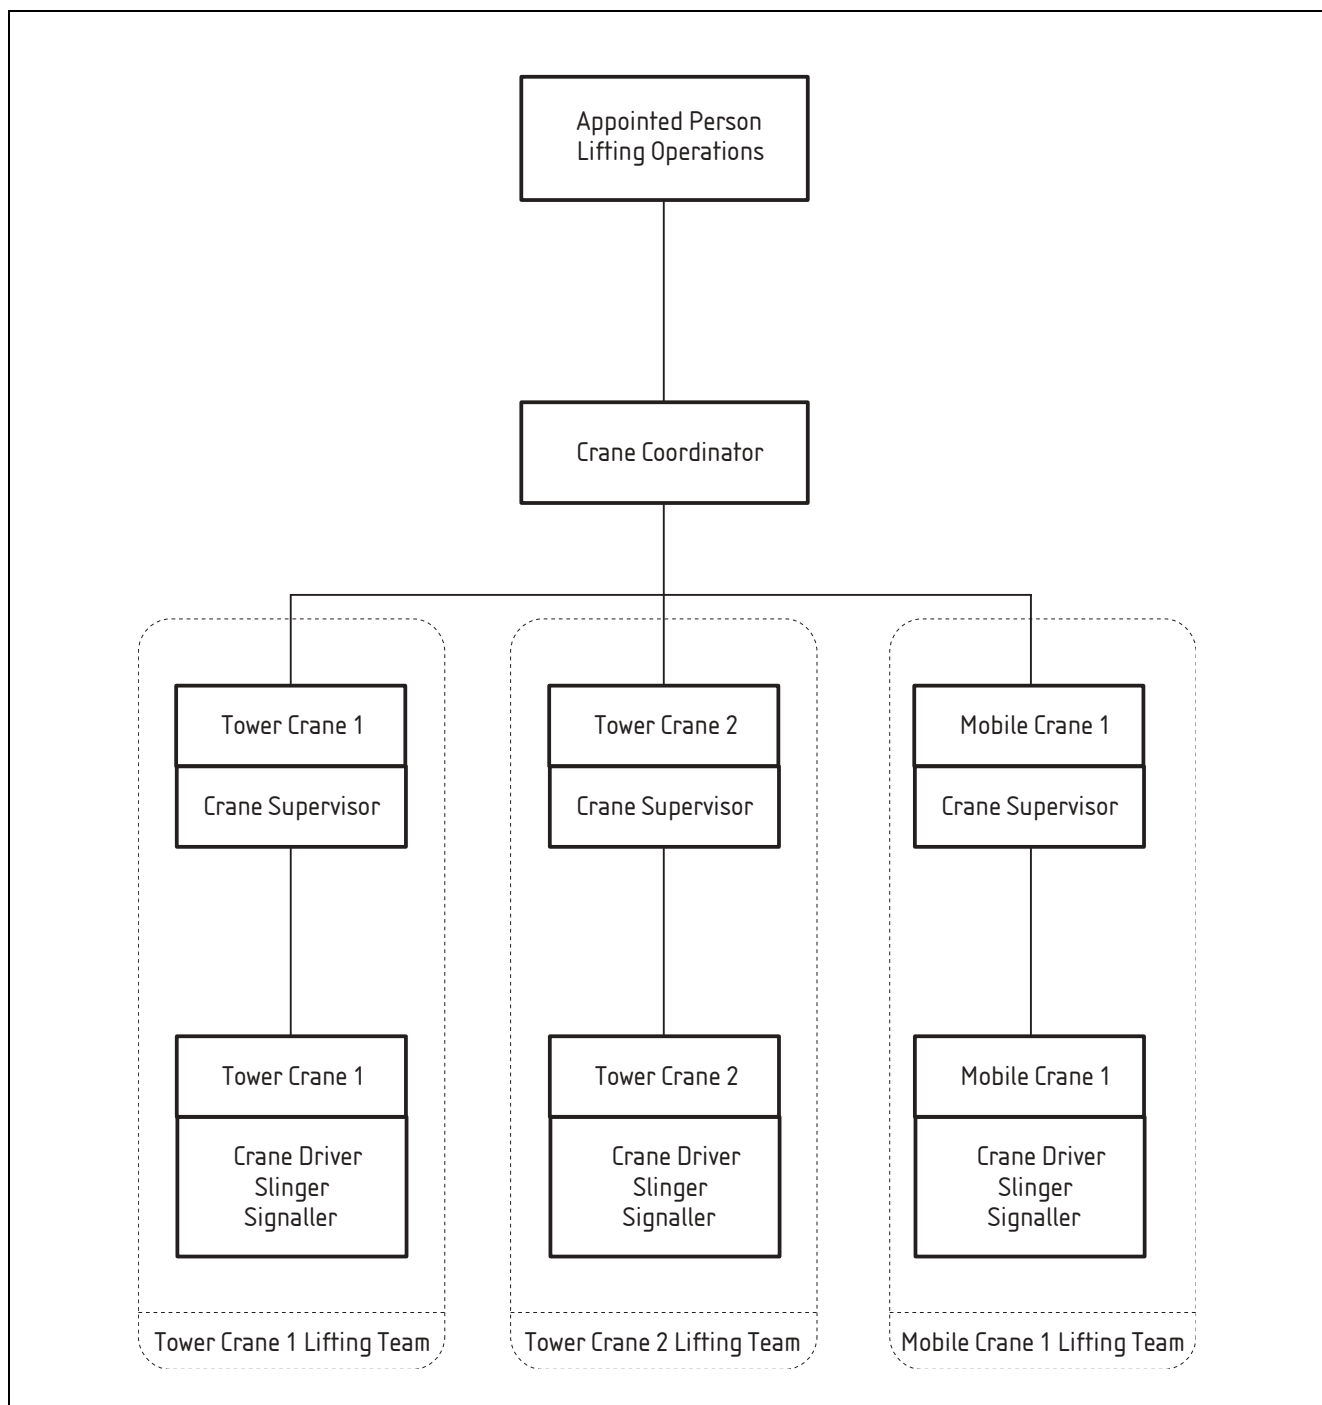 Appointed Person
Lifting Operations
Crane Coordinator
Tower Crane 1
Crane Supervisor
Tower Crane 2
Crane Supervisor
Mobile Crane 1
Crane Supervisor
Tower Crane 1
Crane Driver
Slinger
Signaller
Tower Crane 2
Crane Driver
Slinger
Signaller
Mobile Crane 1
Crane Driver
Slinger
Signaller
Tower Crane 1 Lifting Team
Tower Crane 2 Lifting Team
Mobile Crane 1 Lifting Team